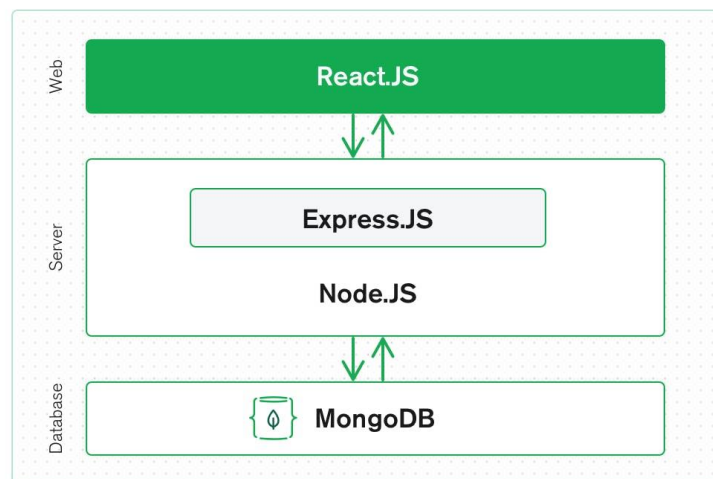 Web
React.JS
Server
Express.JS
Node.JS
Database
MongoDB